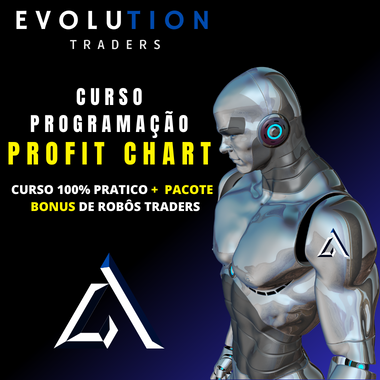 EVOLUTION
TRADERS
CURSO
PROGRAMAÇÃO
PROFIT CHART
CURSO 100% PRATICO + PACOTE
BONUS DE ROBÔS TRADERS